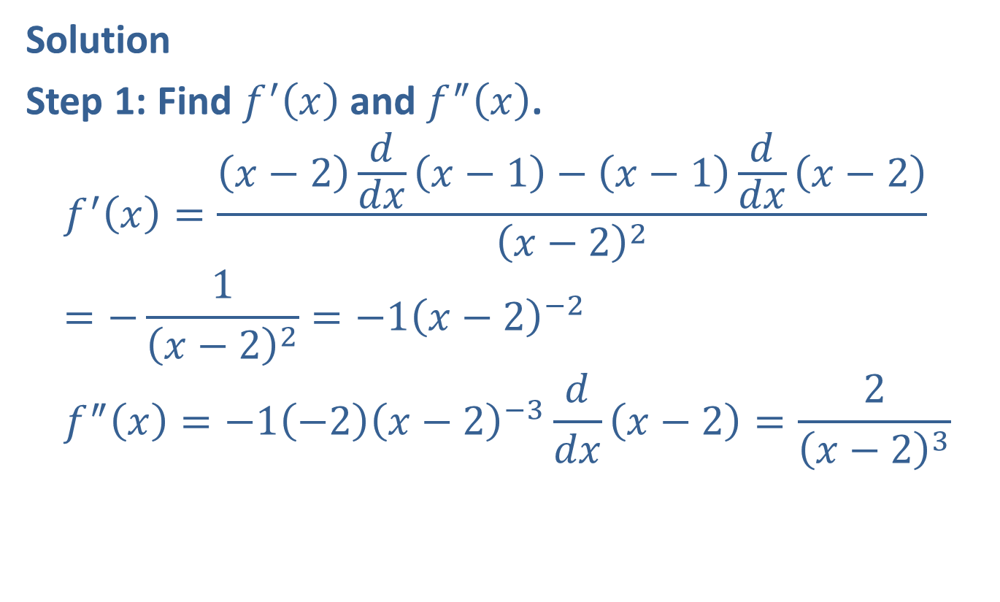 Solution
Step 1: Find f′(x) and f″(x).
f′(x) = \frac{(x − 2)\frac{d}{dx}(x − 1) − (x − 1)\frac{d}{dx}(x − 2)}{(x − 2)^2}
= −\frac{1}{(x − 2)^2} = −1(x − 2)^{−2}
f″(x) = −1(−2)(x − 2)^{−3}\frac{d}{dx}(x − 2) = \frac{2}{(x − 2)^3}